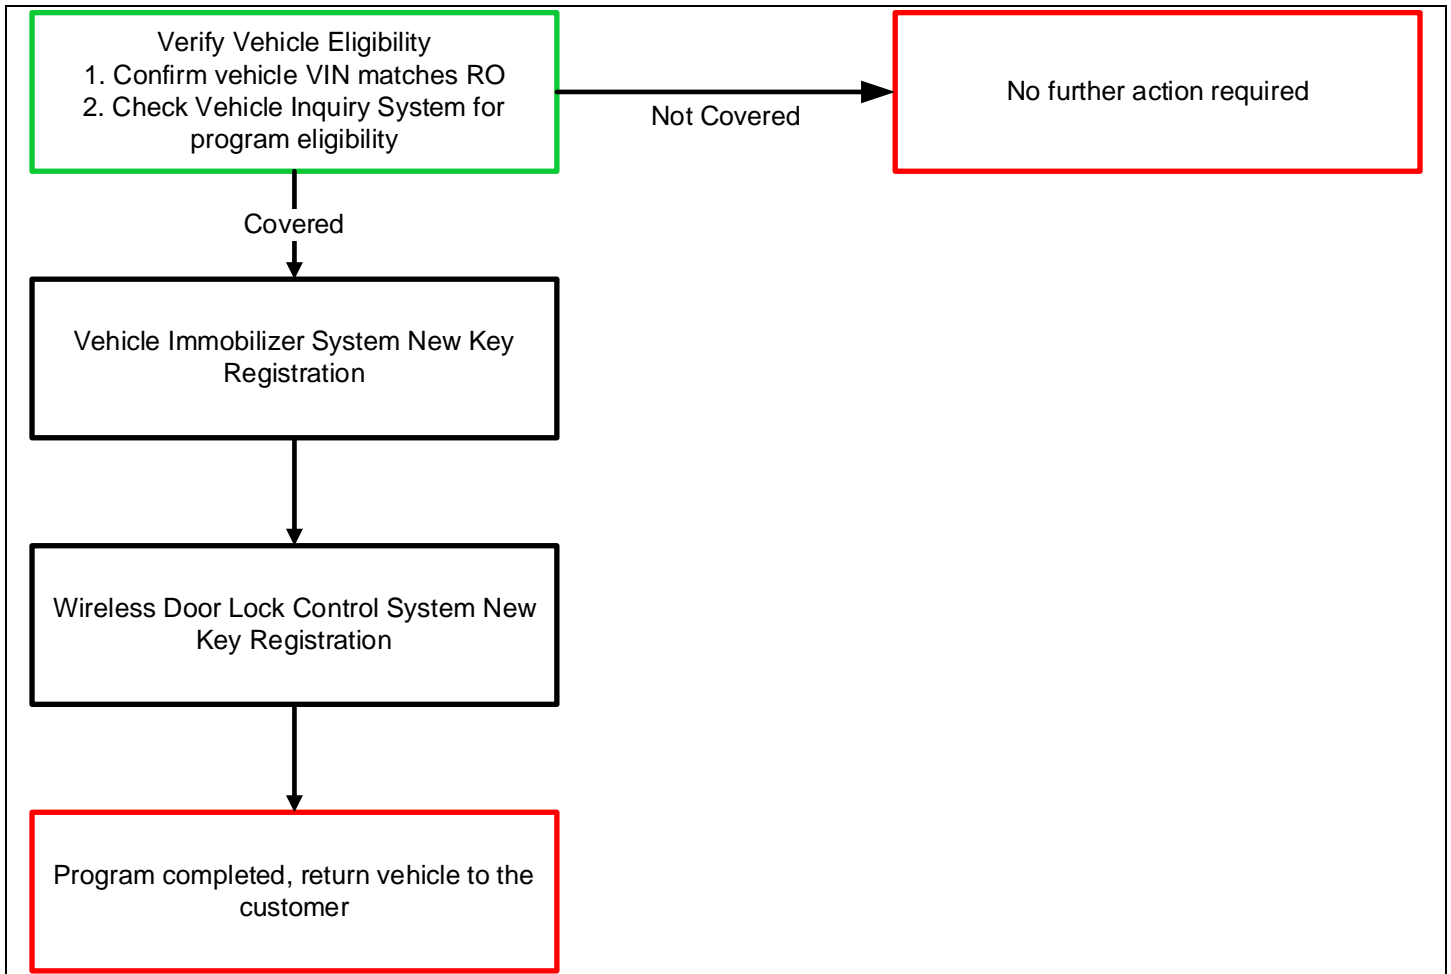 Verify Vehicle Eligibility
1. Confirm vehicle VIN matches RO
2. Check Vehicle Inquiry System for
program eligibility
Not Covered
No further action required
Covered
Vehicle Immobilizer System New Key
Registration
Wireless Door Lock Control System New
Key Registration
Program completed, return vehicle to the
customer